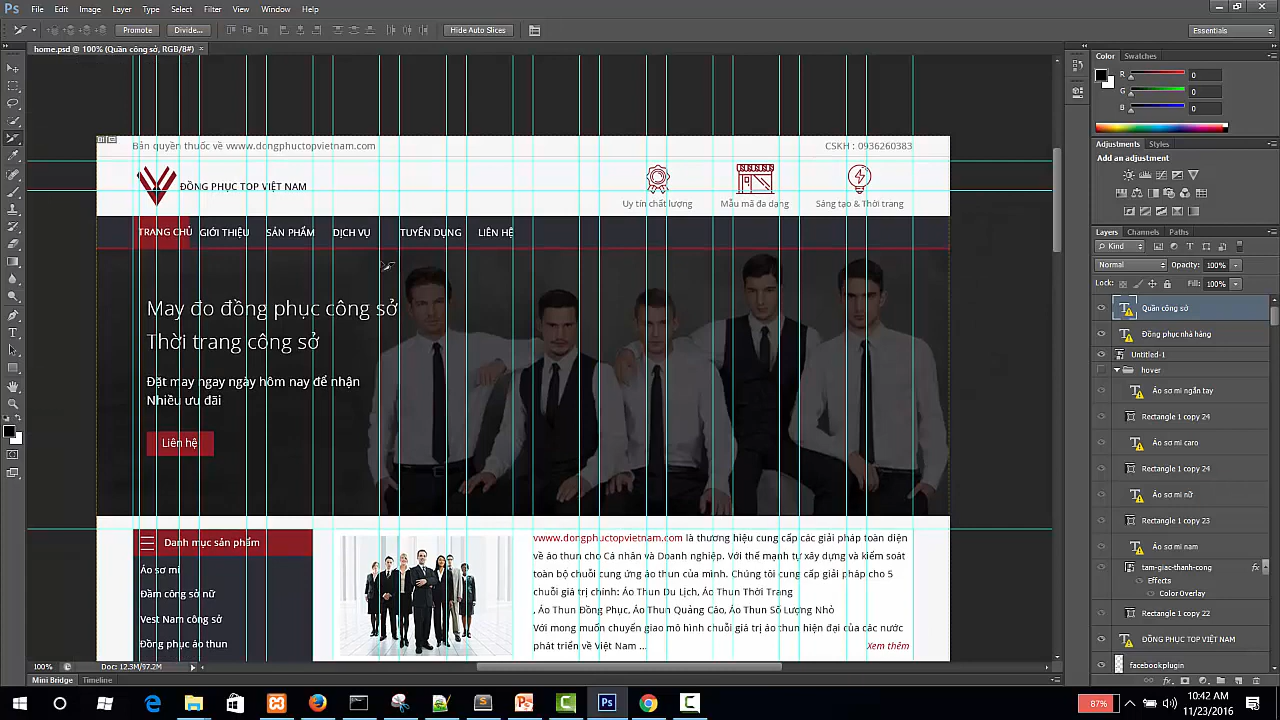 Ps File Edit Image Layer Type Select Filter View Window Help
Promote Divide... Hide Auto Slices Essentials
home.psd @ 100% (Quần công sở, RGB/8#) ×
Color Swatches
R 0
G 0
B 0
Adjustments Styles
Add an adjustment
Layers Channels Paths
Kind
Normal Opacity: 100%
Lock: Fill: 100%
Quần công sở
Đồng phục nhà hàng
Untitled-1
hover
Áo sơ mi ngắn tay
Rectangle 1 copy 24
Áo sơ mi caro
Rectangle 1 copy 24
Áo sơ mi nữ
Rectangle 1 copy 23
Áo sơ mi nam
tam-giac-thanh-cong fx
Effects
Color Overlay
Rectangle 1 copy 22
ĐỒNG PHỤC TOP VIỆT NAM
facebookplugin
Bản quyền thuộc về vwww.dongphuctopvietnam.com CSKH : 0936260383
ĐỒNG PHỤC TOP VIỆT NAM
Uy tín chất lượng Mẫu mã đa dạng Sáng tạo & Thời trang
TRANG CHỦ GIỚI THIỆU SẢN PHẨM DỊCH VỤ TUYỂN DỤNG LIÊN HỆ
May đo đồng phục công sở
Thời trang công sở
Đặt may ngay ngày hôm nay để nhận
Nhiều ưu đãi
Liên hệ
Danh mục sản phẩm
Áo sơ mi
Đầm công sở nữ
Vest Nam công sở
Đồng phục áo thun
vwww.dongphuctopvietnam.com là thương hiệu cung cấp các giải pháp toàn diện
về áo thun cho Cá nhân và Doanh nghiệp. Với thế mạnh tự xây dựng và kiểm soát
toàn bộ chuỗi cung ứng áo thun của mình. Chúng tôi cung cấp giải pháp cho 5
chuỗi giá trị chính: Áo Thun Du Lịch, Áo Thun Thời Trang
, Áo Thun Đồng Phục, Áo Thun Quảng Cáo, Áo Thun Số Lượng Nhỏ
Với mong muốn chuyển giao mô hình chuỗi giá trị áo thun hiện đại của các nước
phát triển về Việt Nam ... Xem thêm
100% Doc: 12.3M/97.2M
Mini Bridge Timeline
87% 10:42 AM
11/23/2016